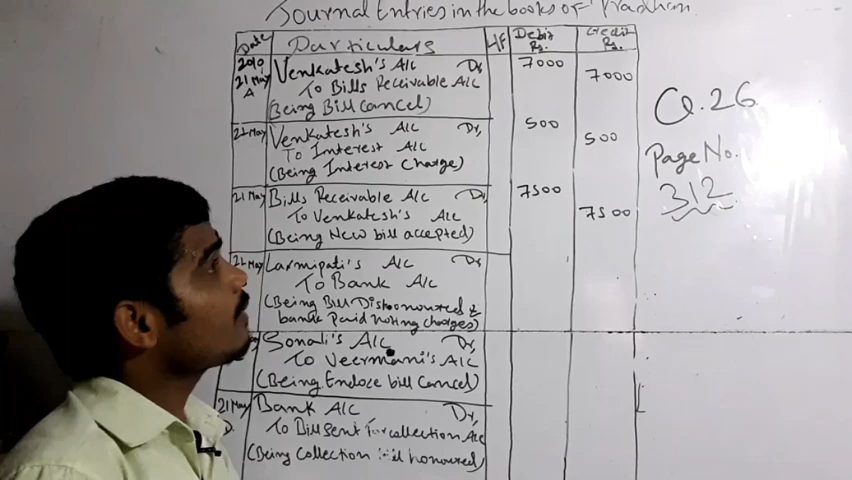 Journal Entries in the books of Pradhan
Date Particulars L/F Debit Rs. Credit Rs.
2010
21 May Venkatesh's A/c Dr, 7000
A To Bills Receivable A/c 7000
(Being Bill cancel)
21 May Venkatesh's A/c Dr, 500
To Interest A/c 500
(Being Interest charge)
21 May Bills Receivable A/c Dr, 7500
To Venkatesh's A/c 7500
(Being New bill accepted)
21 May Laxmipati's A/c Dr
To Bank A/c
(Being Bill Dishonoured &
bank paid noting charges)
Sonali's A/c Dr,
To Veermani's A/c
(Being Endoce bill cancel)
21 May Bank A/c Dr,
D. To Bill sent for collection A/c
(Being Collection bill honoured)
Q.26
Page No.
312